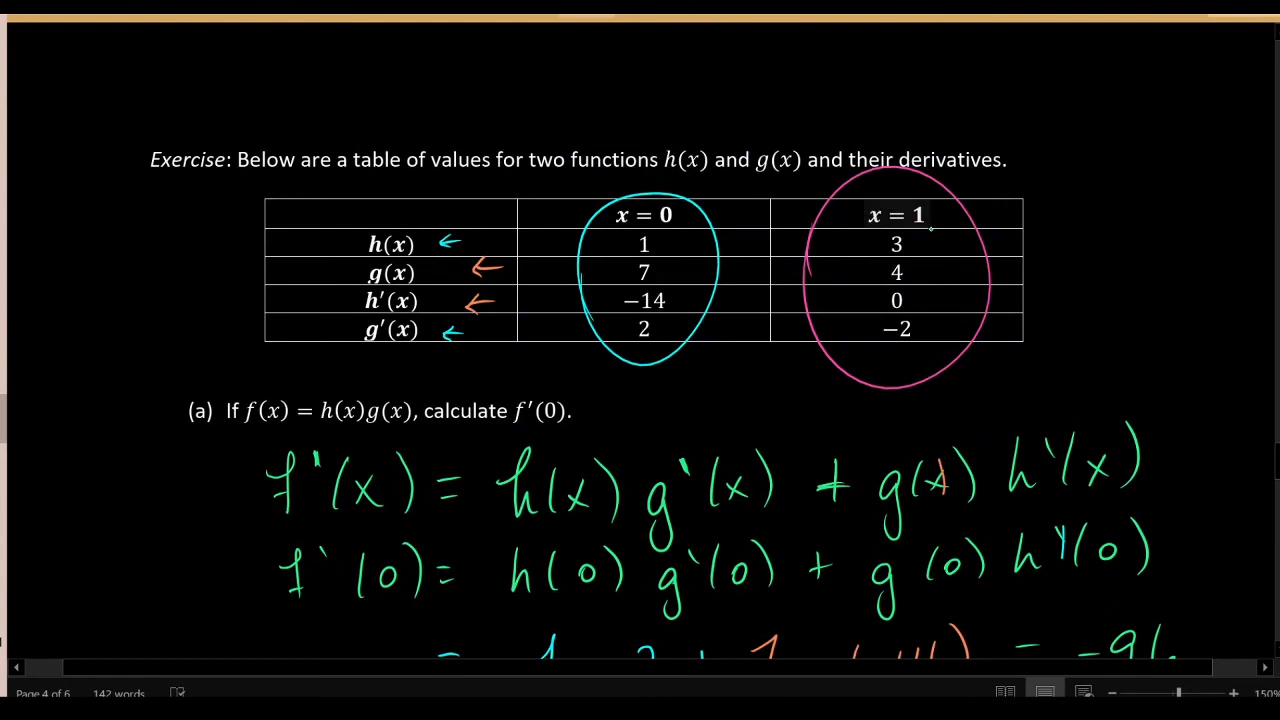 Exercise: Below are a table of values for two functions h(x) and g(x) and their derivatives.
x = 0 x = 1
h(x) 1 3
g(x) 7 4
h′(x) −14 0
g′(x) 2 −2
(a) If f(x) = h(x)g(x), calculate f′(0).
f'(x) = h(x) g'(x) + g(x) h'(x)
f'(0) = h(0) g'(0) + g(0) h'(0)
Page 4 of 6 142 words 150%